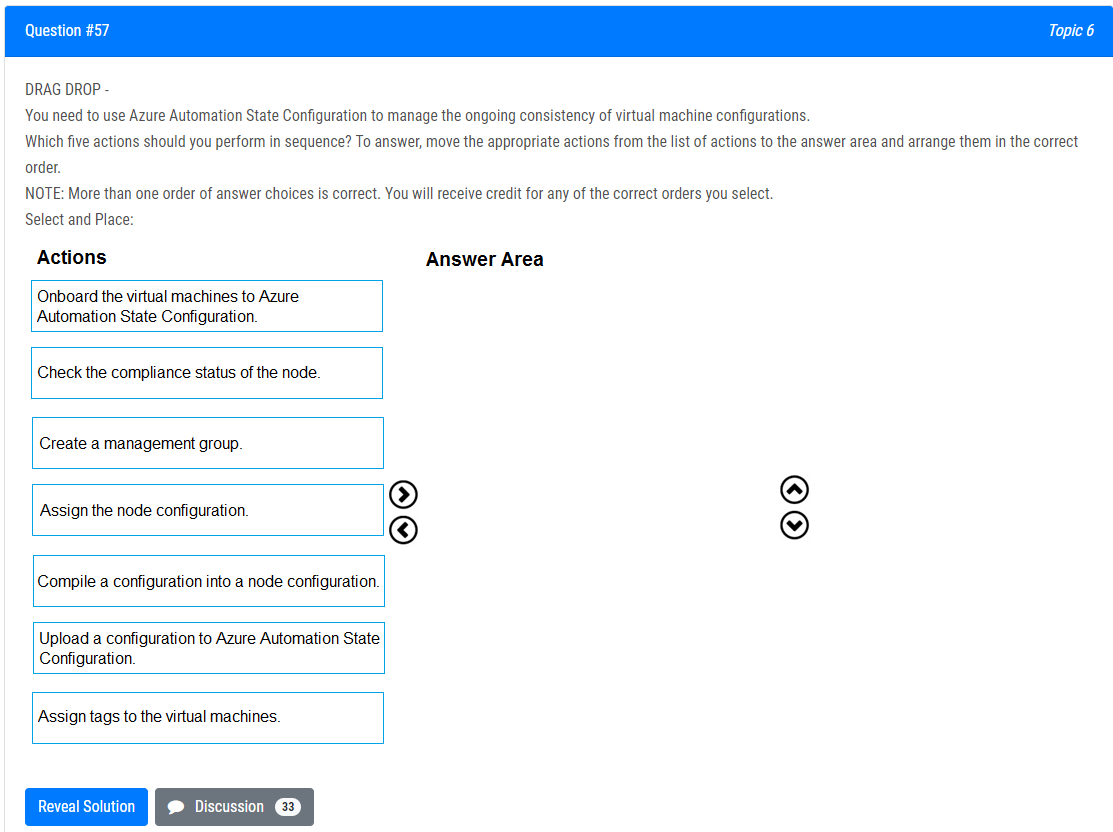 Question #57
Topic 6
DRAG DROP -
You need to use Azure Automation State Configuration to manage the ongoing consistency of virtual machine configurations.
Which five actions should you perform in sequence? To answer, move the appropriate actions from the list of actions to the answer area and arrange them in the correct
order.
NOTE: More than one order of answer choices is correct. You will receive credit for any of the correct orders you select.
Select and Place:
Actions
Answer Area
Onboard the virtual machines to Azure
Automation State Configuration.
Check the compliance status of the node.
Create a management group.
Assign the node configuration.
Compile a configuration into a node configuration.
Upload a configuration to Azure Automation State
Configuration.
Assign tags to the virtual machines.
Reveal Solution
Discussion 33